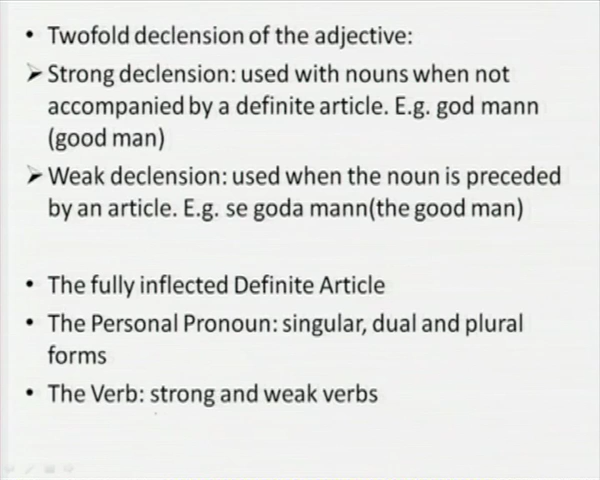 • Twofold declension of the adjective:
➢ Strong declension: used with nouns when not
accompanied by a definite article. E.g. god mann
(good man)
➢ Weak declension: used when the noun is preceded
by an article. E.g. se goda mann(the good man)
• The fully inflected Definite Article
• The Personal Pronoun: singular, dual and plural
forms
• The Verb: strong and weak verbs